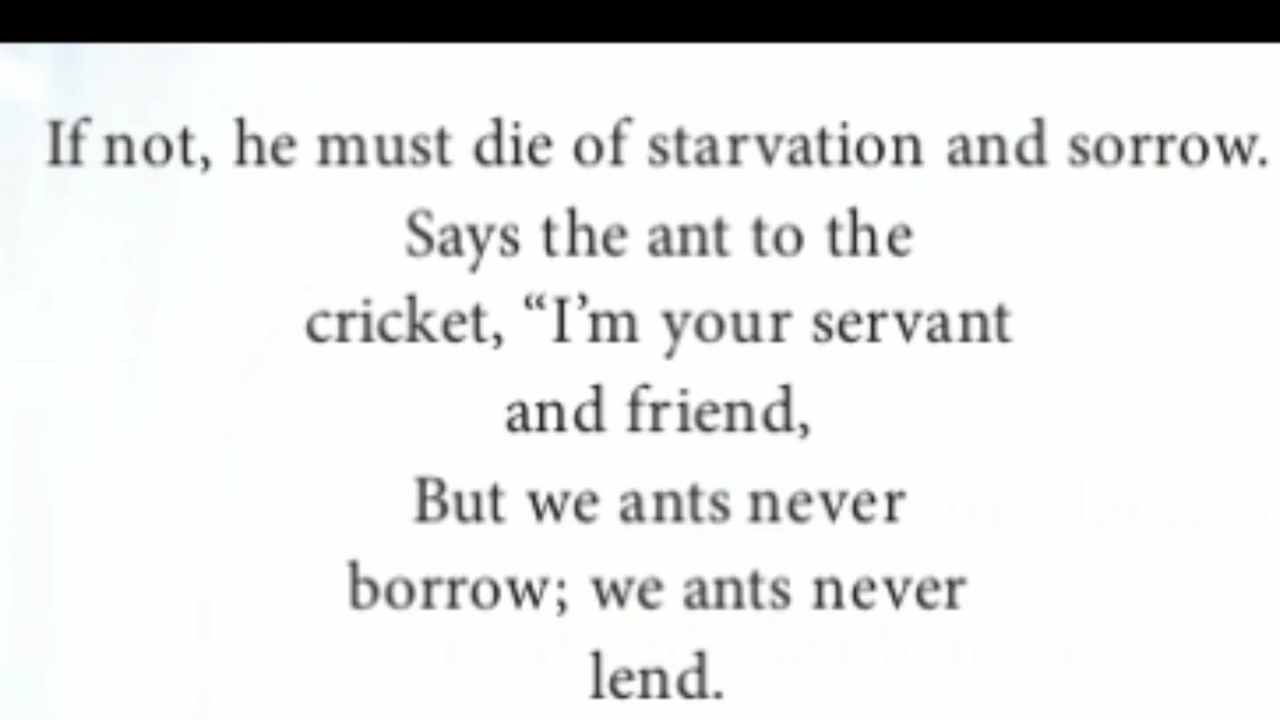 If not, he must die of starvation and sorrow.
Says the ant to the
cricket, “I’m your servant
and friend,
But we ants never
borrow; we ants never
lend.